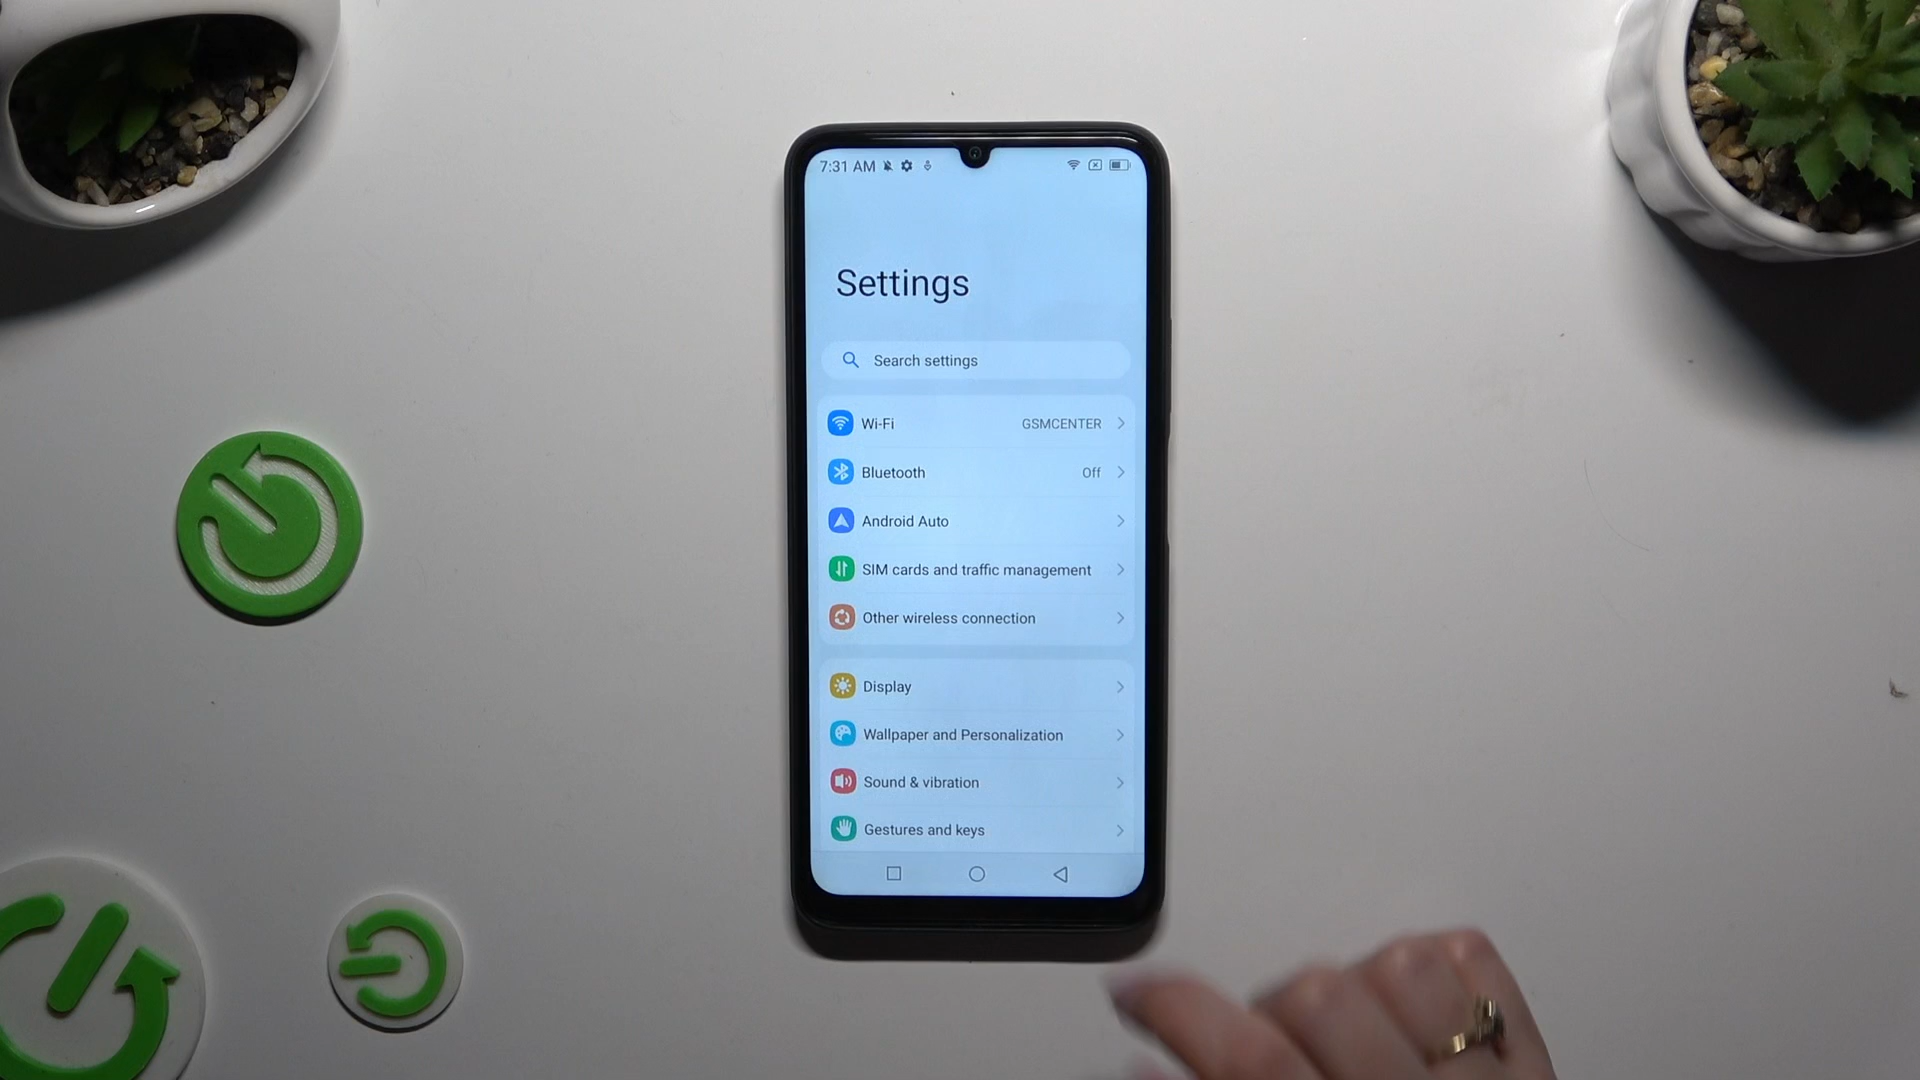 7:31 AM
Settings
Search settings
Wi-Fi GSMCENTER
Bluetooth Off
Android Auto
SIM cards and traffic management
Other wireless connection
Display
Wallpaper and Personalization
Sound & vibration
Gestures and keys